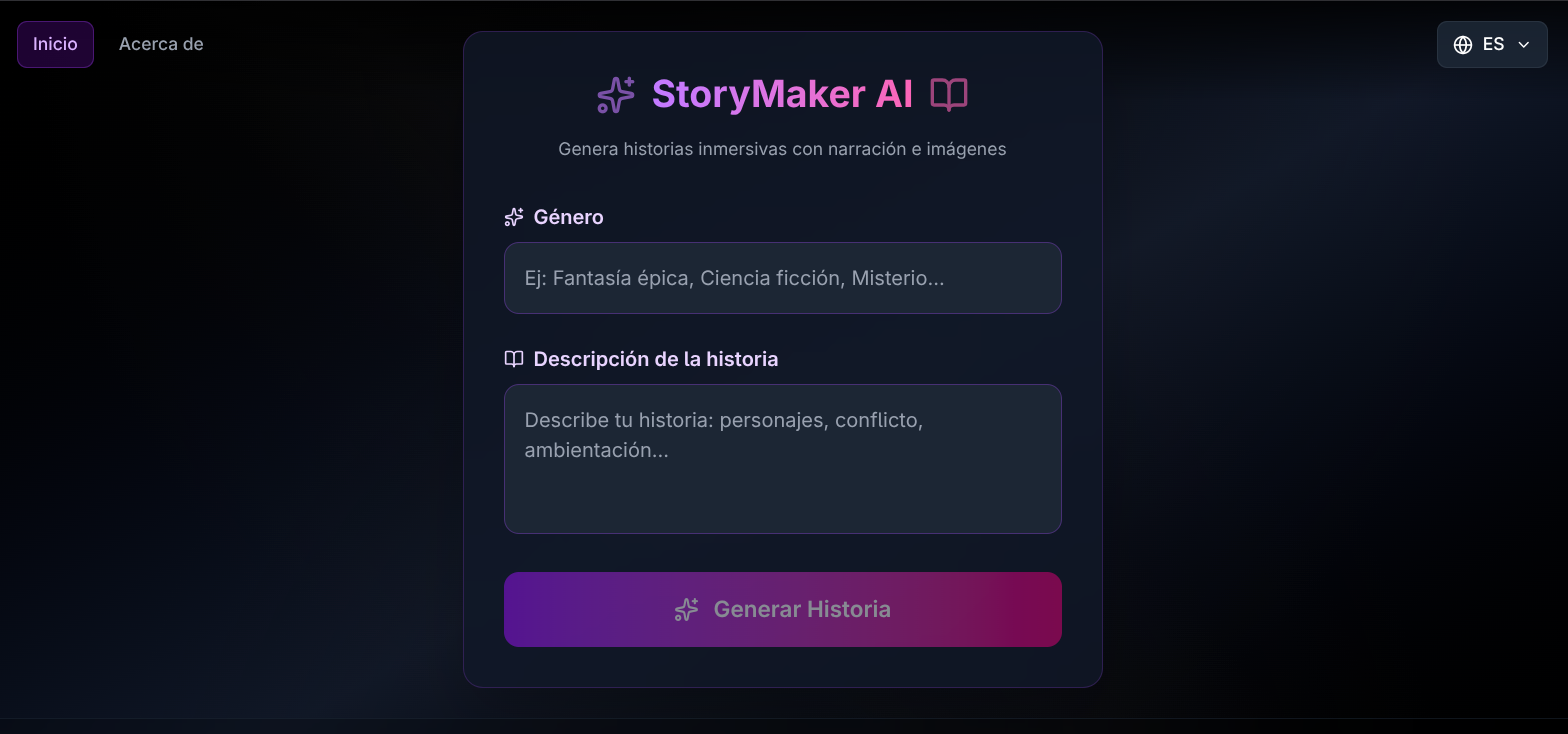 Inicio
Acerca de
ES
StoryMaker AI
Genera historias inmersivas con narración e imágenes
Género
Ej: Fantasía épica, Ciencia ficción, Misterio...
Descripción de la historia
Describe tu historia: personajes, conflicto,
ambientación...
Generar Historia